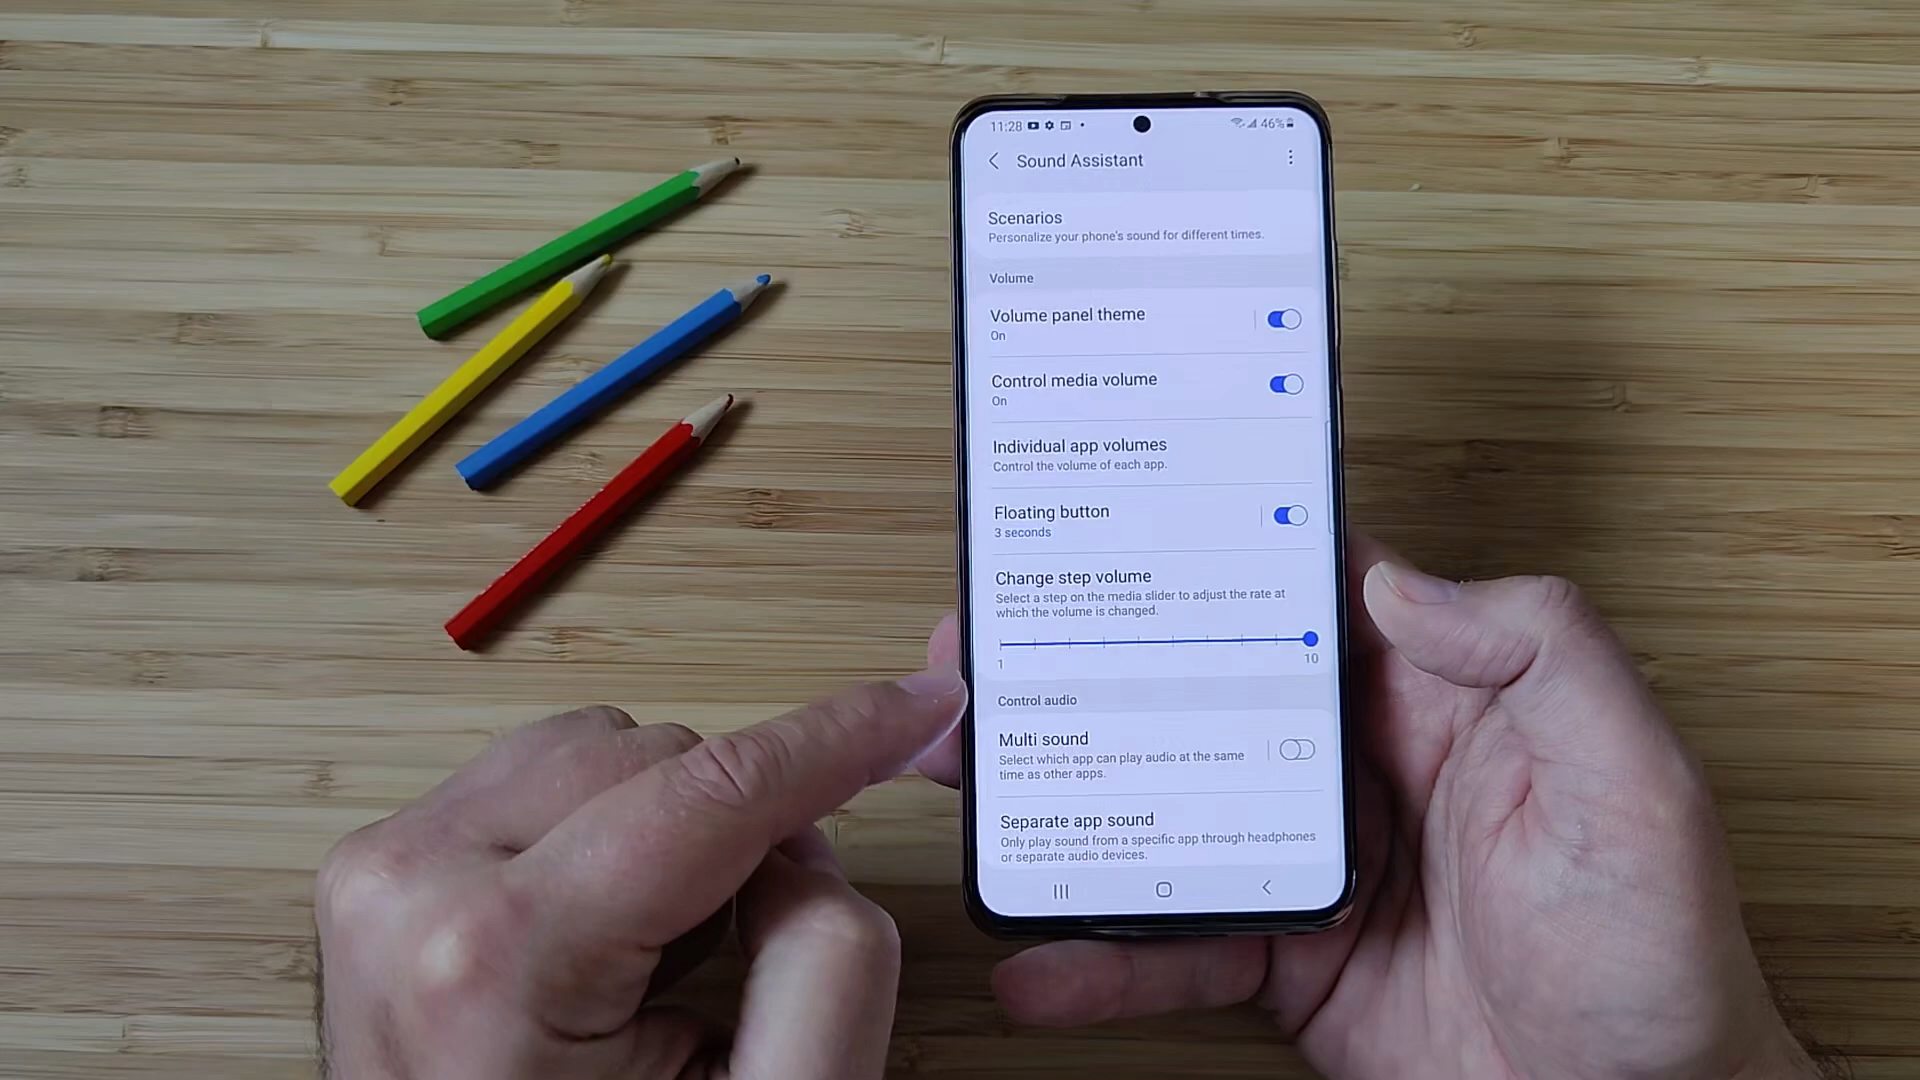 11:28
46%
Sound Assistant
Scenarios
Personalize your phone's sound for different times.
Volume
Volume panel theme
On
Control media volume
On
Individual app volumes
Control the volume of each app.
Floating button
3 seconds
Change step volume
Select a step on the media slider to adjust the rate at
which the volume is changed.
1
10
Control audio
Multi sound
Select which app can play audio at the same
time as other apps.
Separate app sound
Only play sound from a specific app through headphones
or separate audio devices.